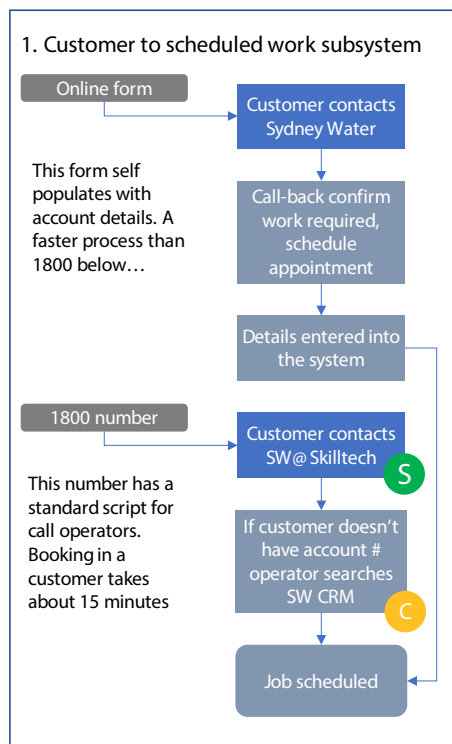 1. Customer to scheduled work subsystem
Online form
Customer contacts
Sydney Water
This form self
populates with
account details. A
faster process than
1800 below…
Call-back confirm
work required,
schedule
appointment
Details entered into
the system
1800 number
Customer contacts
SW@ Skilltech
S
This number has a
standard script for
call operators.
Booking in a
customer takes
about 15 minutes
If customer doesn’t
have account #
operator searches
SW CRM
C
Job scheduled